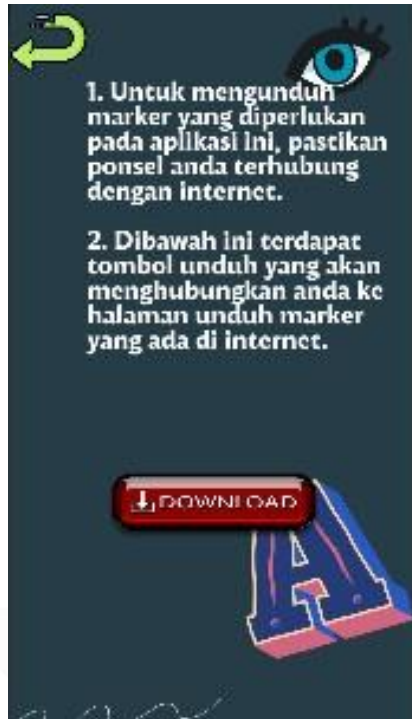 1. Untuk mengunduh
marker yang diperlukan
pada aplikasi ini, pastikan
ponsel anda terhubung
dengan internet.
2. Dibawah ini terdapat
tombol unduh yang akan
menghubungkan anda ke
halaman unduh marker
yang ada di internet.
DOWNLOAD
A